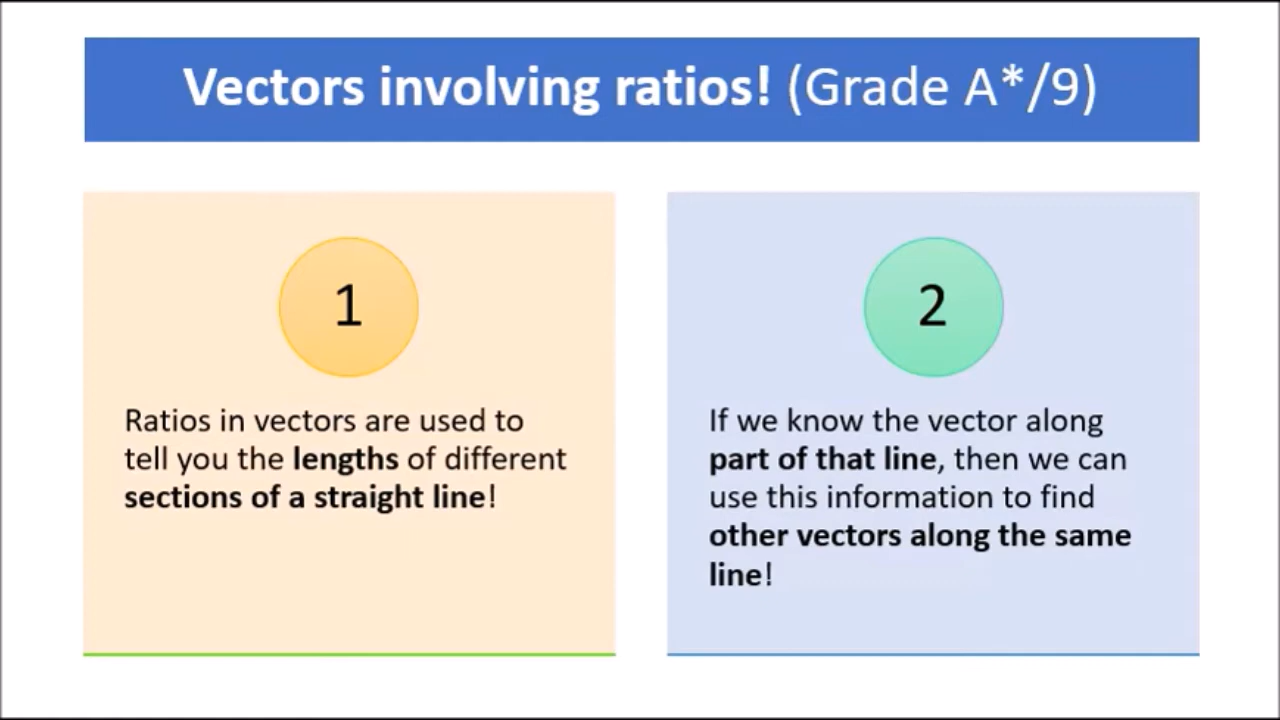 Vectors involving ratios! (Grade A*/9)
1
Ratios in vectors are used to
tell you the lengths of different
sections of a straight line!
2
If we know the vector along
part of that line, then we can
use this information to find
other vectors along the same
line!